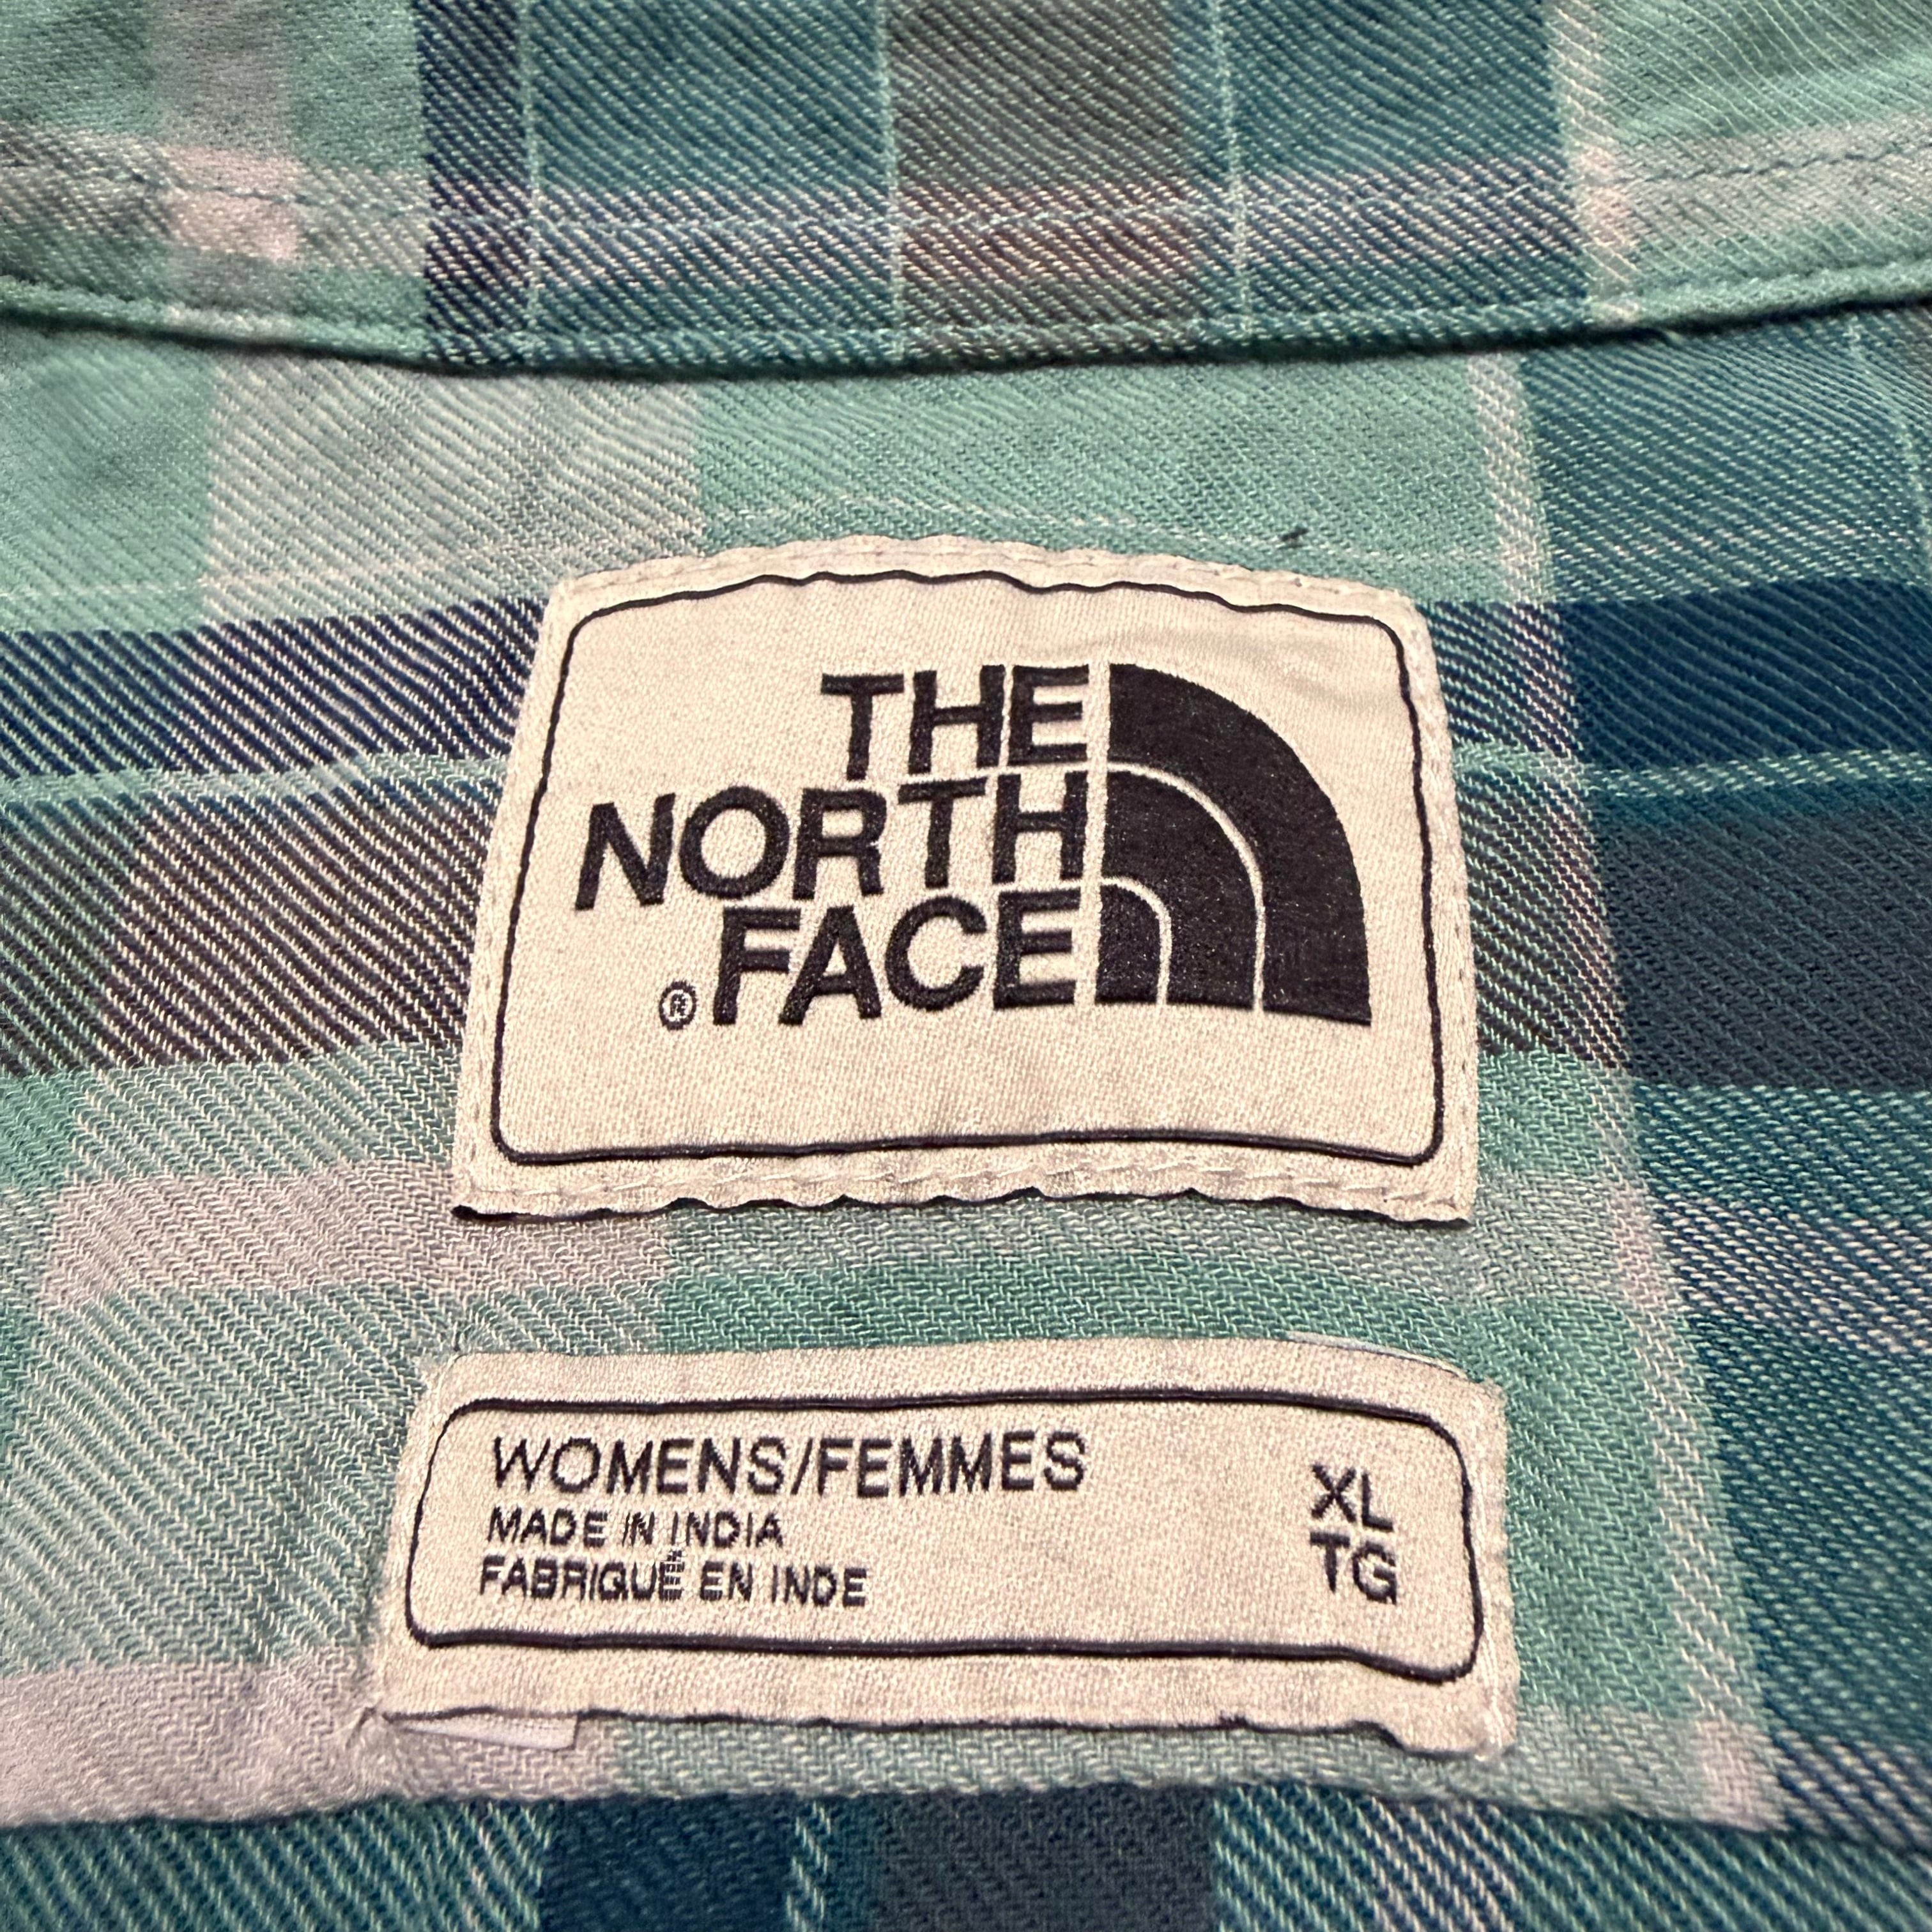 THE
NORTH
®FACE
WOMENS/FEMMES
MADE IN INDIA
FABRIQUÉ EN INDE
XL
TG